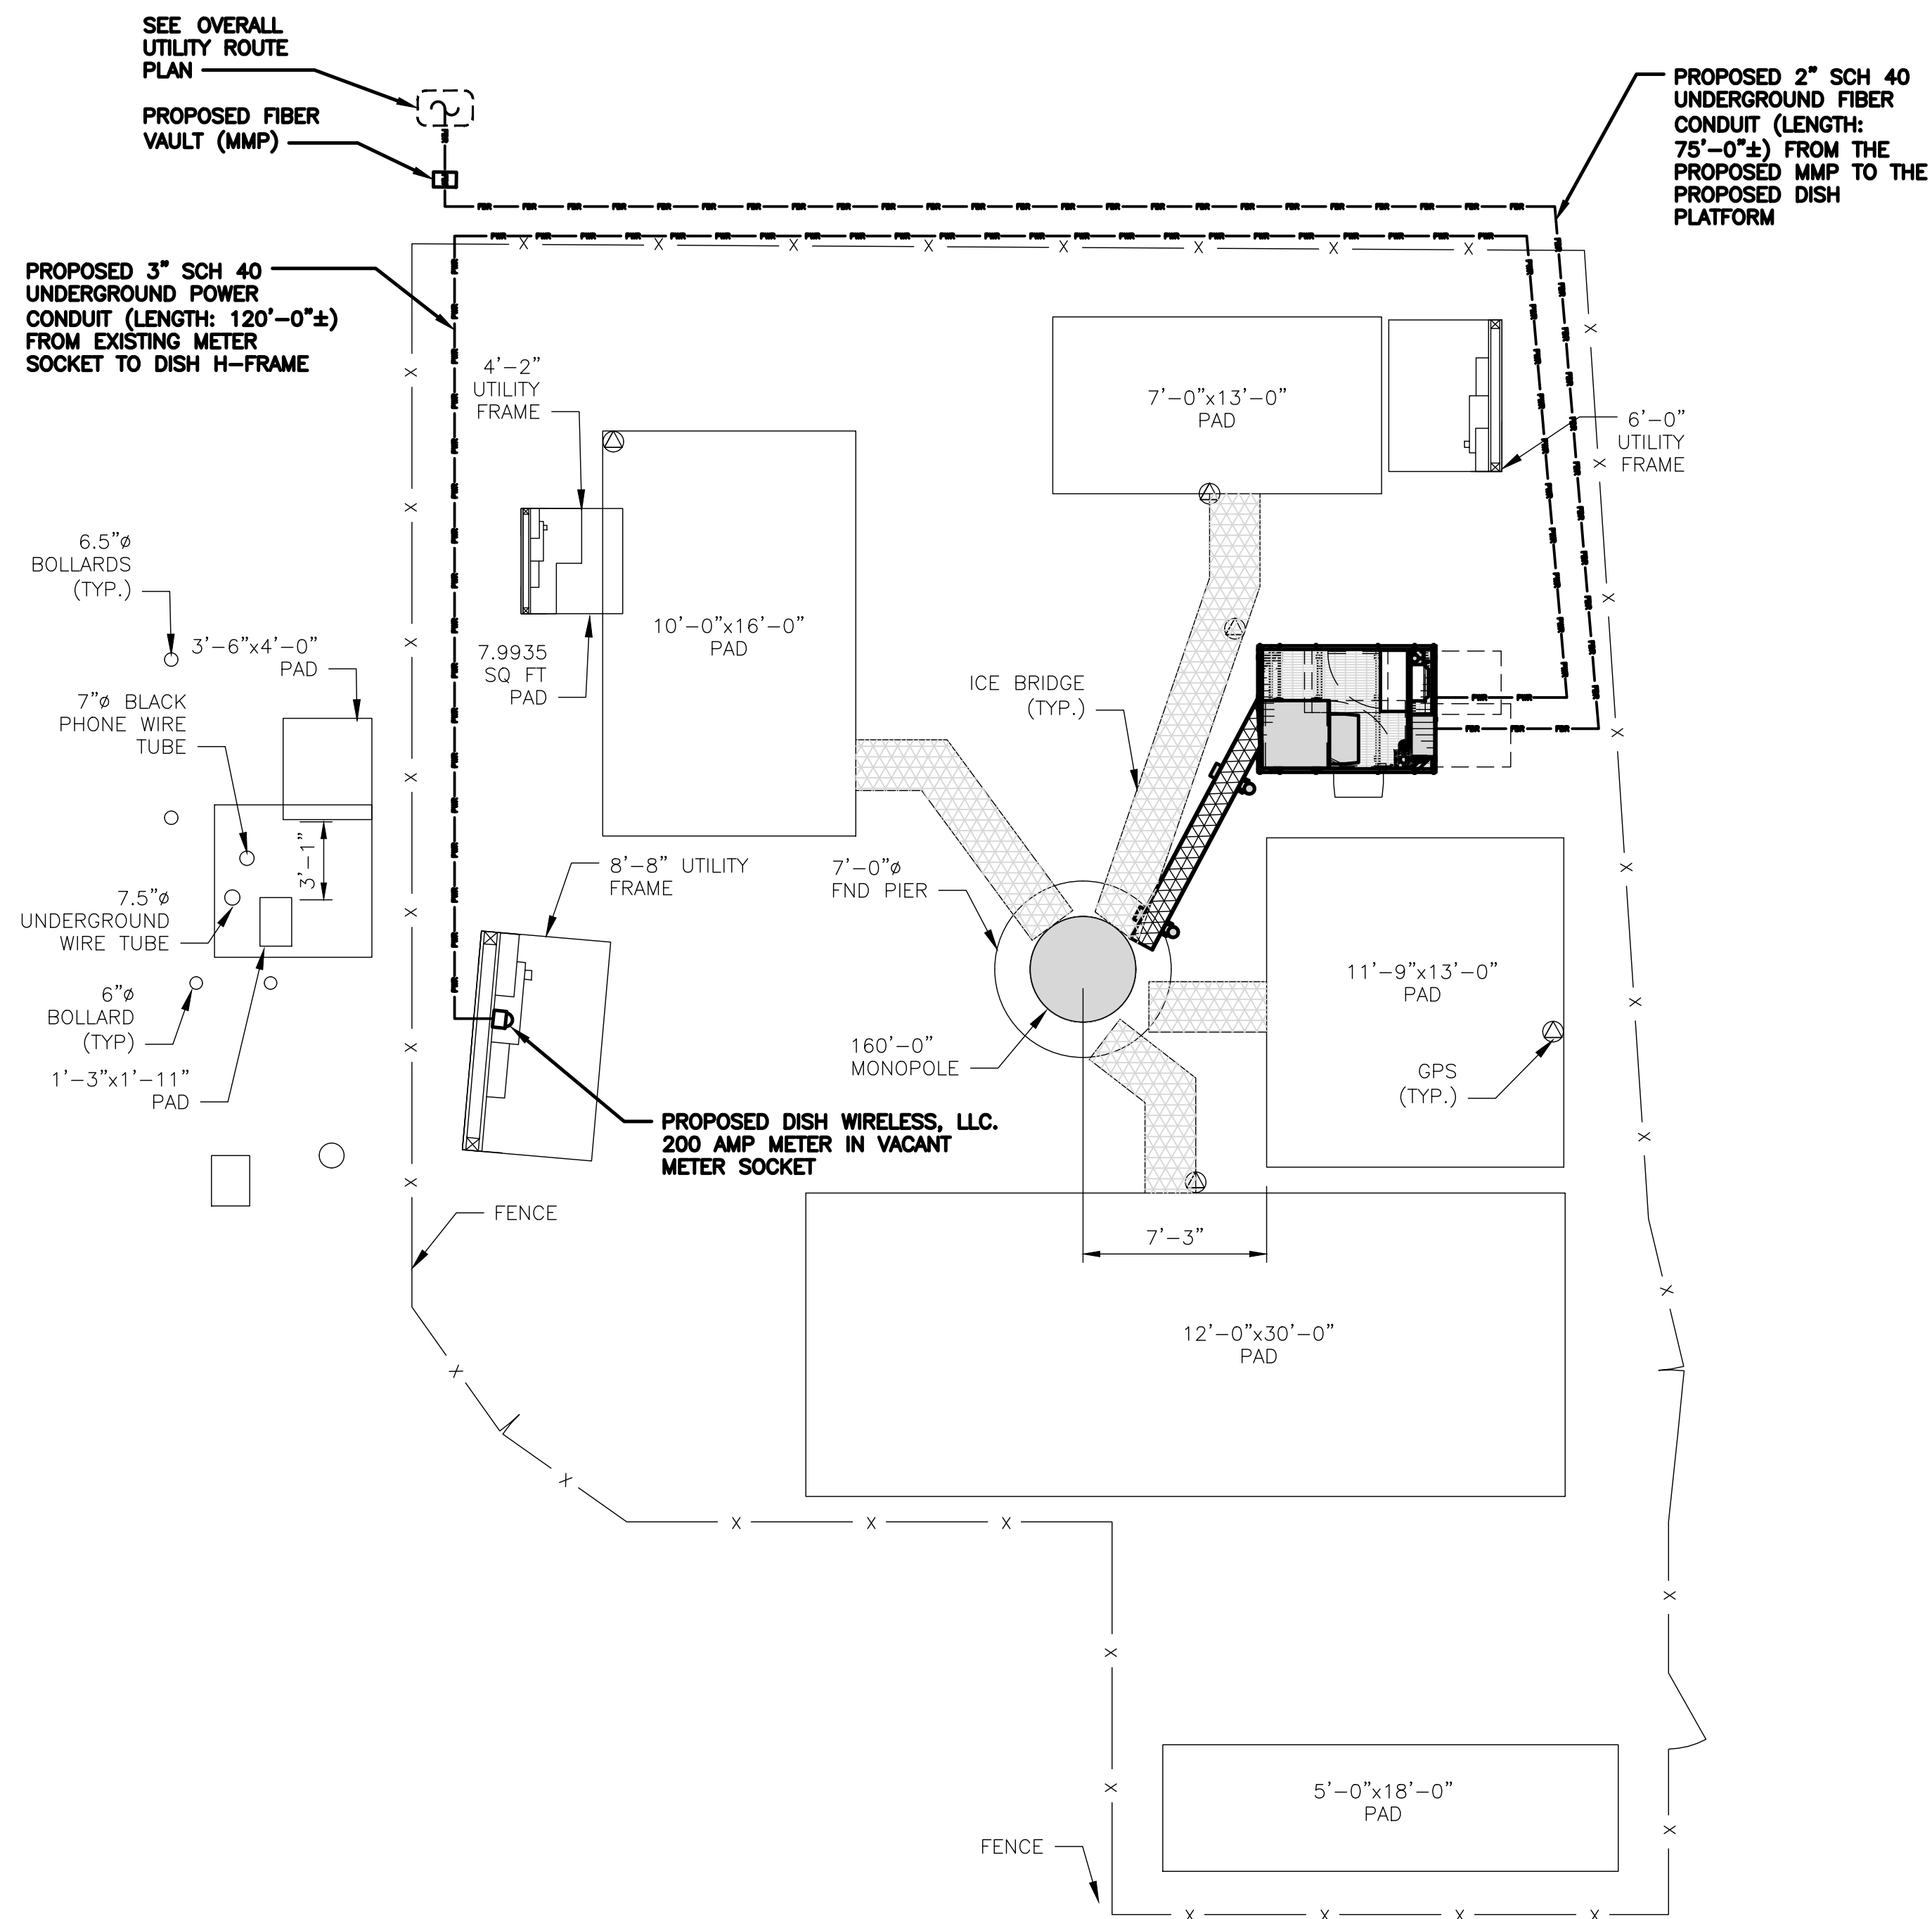 SEE OVERALL
UTILITY ROUTE
PLAN
PROPOSED FIBER
VAULT (MMP)
PROPOSED 2" SCH 40
UNDERGROUND FIBER
CONDUIT (LENGTH:
75'-0"±) FROM THE
PROPOSED MMP TO THE
PROPOSED DISH
PLATFORM
PROPOSED 3" SCH 40
UNDERGROUND POWER
CONDUIT (LENGTH: 120'-0"±)
FROM EXISTING METER
SOCKET TO DISH H-FRAME
4'-2"
UTILITY
FRAME
7'-0"x13'-0"
PAD
6'-0"
UTILITY
FRAME
6.5"ø
BOLLARDS
(TYP.)
3'-6"x4'-0"
PAD
7"ø BLACK
PHONE WIRE
TUBE
7.9935
SQ FT
PAD
10'-0"x16'-0"
PAD
ICE BRIDGE
(TYP.)
3'-1"
7.5"ø
UNDERGROUND
WIRE TUBE
8'-8" UTILITY
FRAME
7'-0"ø
FND PIER
6"ø
BOLLARD
(TYP)
1'-3"x1'-11"
PAD
11'-9"x13'-0"
PAD
160'-0"
MONOPOLE
GPS
(TYP.)
PROPOSED DISH WIRELESS, LLC.
200 AMP METER IN VACANT
METER SOCKET
FENCE
7'-3"
12'-0"x30'-0"
PAD
5'-0"x18'-0"
PAD
FENCE